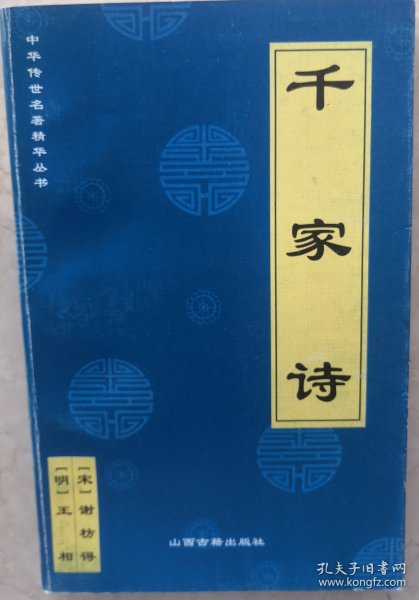 中华传世名著精华丛书
千家诗
[宋]谢枋得
[明]王相
山西古籍出版社
孔夫子旧书网
www.kongfz.com